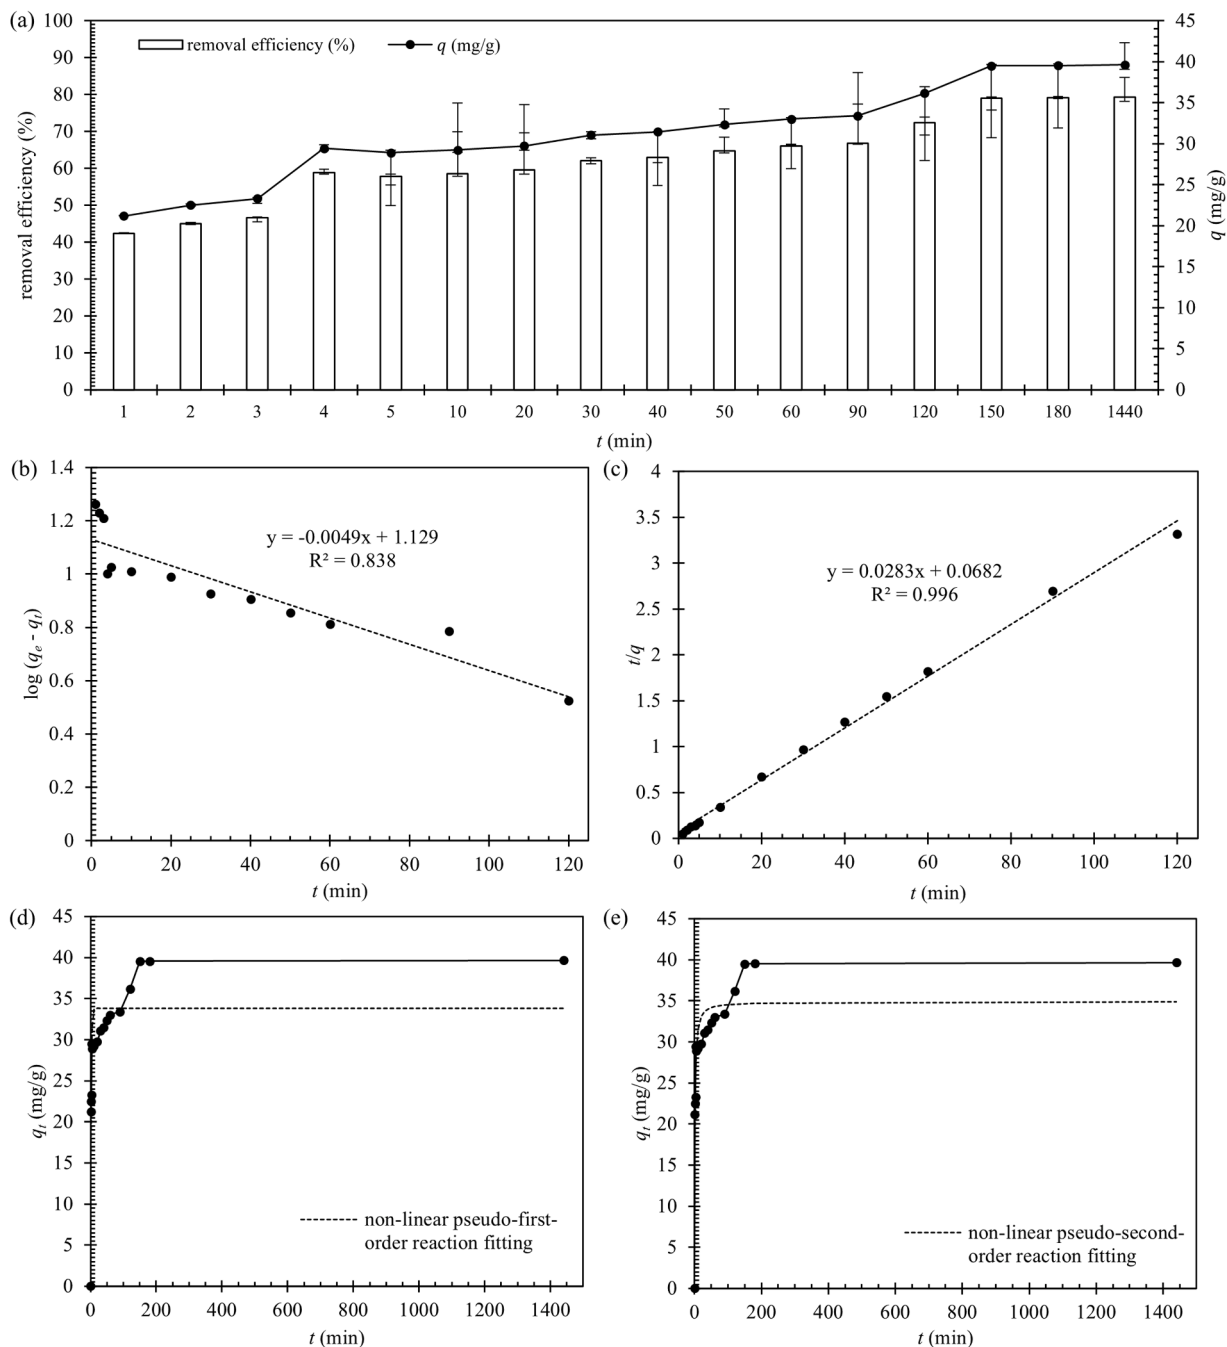 (a)
removal efficiency (%)
q (mg/g)
100
90
80
70
60
50
40
30
20
10
0
removal efficiency (%)
45
40
35
30
25
20
15
10
5
0
q (mg/g)
1 2 3 4 5 10 20 30 40 50 60 90 120 150 180 1440
t (min)
(b)
1.4
1.2
1
0.8
0.6
0.4
0.2
0
log (qe - qt)
y = -0.0049x + 1.129
R² = 0.838
0 20 40 60 80 100 120
t (min)
(c)
4
3.5
3
2.5
2
1.5
1
0.5
0
t/q
y = 0.0283x + 0.0682
R² = 0.996
0 20 40 60 80 100 120
t (min)
(d)
45
40
35
30
25
20
15
10
5
0
qt (mg/g)
non-linear pseudo-first-
order reaction fitting
0 200 400 600 800 1000 1200 1400
t (min)
(e)
45
40
35
30
25
20
15
10
5
0
qt (mg/g)
non-linear pseudo-second-
order reaction fitting
0 200 400 600 800 1000 1200 1400
t (min)